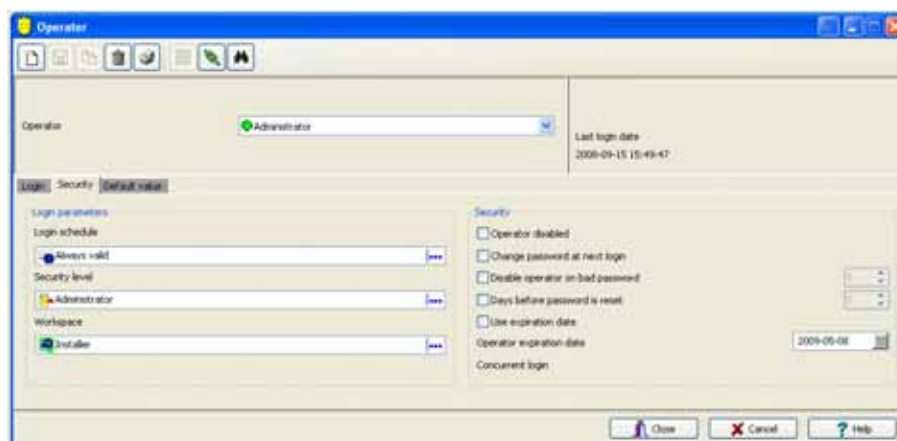 Operator
Operator
Administrator
Last login date
2008-09-15 15:49:47
Login Security Default value
Login parameters
Login schedule
Always valid
Security level
Administrator
Workspace
Installer
Security
Operator disabled
Change password at next login
Disable operator on bad password
Days before password is reset
Use expiration date
Operator expiration date
2009-05-08
Concurrent login
Close
Cancel
Help